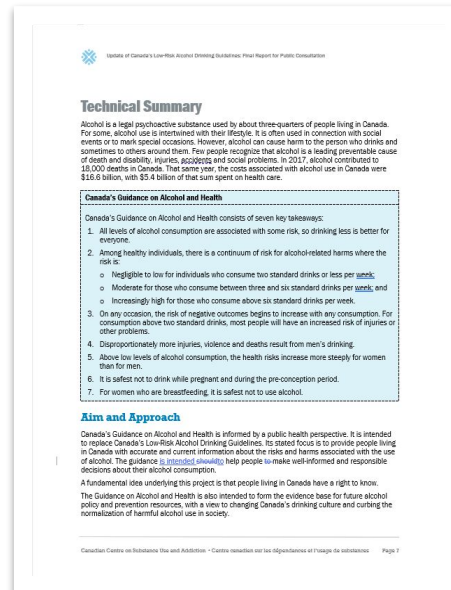 Update of Canada's Low-Risk Alcohol Drinking Guidelines: Final Report for Public Consultation
Technical Summary
Alcohol is a legal psychoactive substance used by about three-quarters of people living in Canada.
For some, alcohol use is intertwined with their lifestyle. It is often used in connection with social
events or to mark special occasions. However, alcohol can cause harm to the person who drinks and
sometimes to others around them. Few people recognize that alcohol is a leading preventable cause
of death and disability, injuries, accidents and social problems. In 2017, alcohol contributed to
18,000 deaths in Canada. That same year, the costs associated with alcohol use in Canada were
$16.6 billion, with $5.4 billion of that sum spent on health care.
Canada's Guidance on Alcohol and Health
Canada's Guidance on Alcohol and Health consists of seven key takeaways:
1. All levels of alcohol consumption are associated with some risk, so drinking less is better for
everyone.
2. Among healthy individuals, there is a continuum of risk for alcohol-related harms where the
risk is:
o Negligible to low for individuals who consume two standard drinks or less per week;
o Moderate for those who consume between three and six standard drinks per week; and
o Increasingly high for those who consume above six standard drinks per week.
3. On any occasion, the risk of negative outcomes begins to increase with any consumption. For
consumption above two standard drinks, most people will have an increased risk of injuries or
other problems.
4. Disproportionately more injuries, violence and deaths result from men's drinking.
5. Above low levels of alcohol consumption, the health risks increase more steeply for women
than for men.
6. It is safest not to drink while pregnant and during the pre-conception period.
7. For women who are breastfeeding, it is safest not to use alcohol.
Aim and Approach
Canada's Guidance on Alcohol and Health is informed by a public health perspective. It is intended
to replace Canada's Low-Risk Alcohol Drinking Guidelines. Its stated focus is to provide people living
in Canada with accurate and current information about the risks and harms associated with the use
of alcohol. The guidance is intended shouldto help people to make well-informed and responsible
decisions about their alcohol consumption.
A fundamental idea underlying this project is that people living in Canada have a right to know.
The Guidance on Alcohol and Health is also intended to form the evidence base for future alcohol
policy and prevention resources, with a view to changing Canada's drinking culture and curbing the
normalization of harmful alcohol use in society.
Canadian Centre on Substance Use and Addiction • Centre canadien sur les dépendances et l'usage de substances Page 1